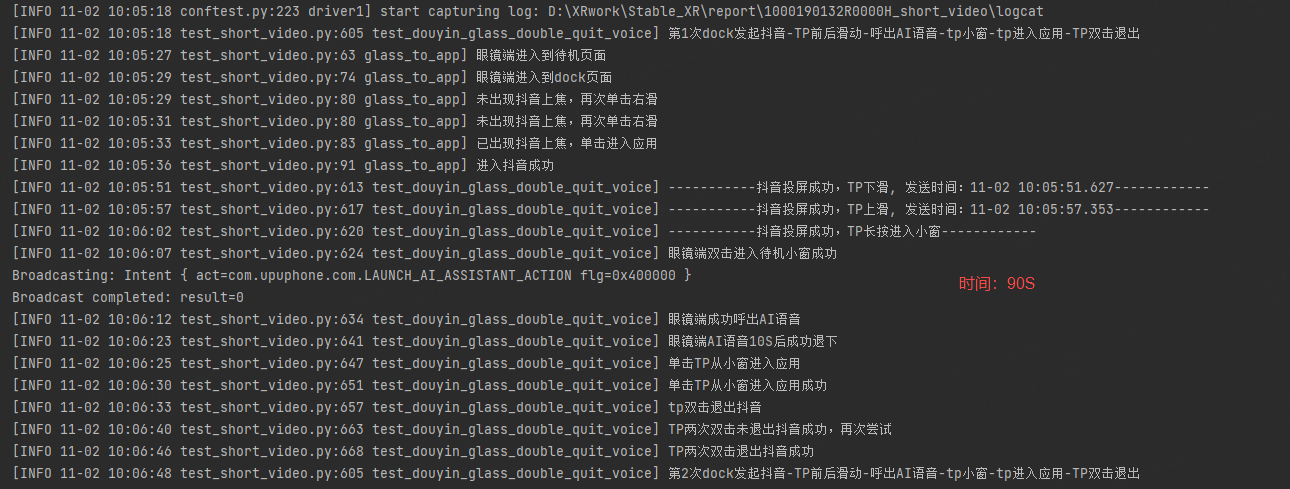 [INFO 11-02 10:05:18 conftest.py:223 driver1] start capturing log: D:\XRwork\Stable_XR\report\1000190132R0000H_short_video\logcat
[INFO 11-02 10:05:18 test_short_video.py:605 test_douyin_glass_double_quit_voice] 第1次dock发起抖音-TP前后滑动-呼出AI语音-tp小窗-tp进入应用-TP双击退出
[INFO 11-02 10:05:27 test_short_video.py:63 glass_to_app] 眼镜端进入到待机页面
[INFO 11-02 10:05:29 test_short_video.py:74 glass_to_app] 眼镜端进入到dock页面
[INFO 11-02 10:05:29 test_short_video.py:80 glass_to_app] 未出现抖音上焦，再次单击右滑
[INFO 11-02 10:05:31 test_short_video.py:80 glass_to_app] 未出现抖音上焦，再次单击右滑
[INFO 11-02 10:05:33 test_short_video.py:83 glass_to_app] 已出现抖音上焦，单击进入应用
[INFO 11-02 10:05:36 test_short_video.py:91 glass_to_app] 进入抖音成功
[INFO 11-02 10:05:51 test_short_video.py:613 test_douyin_glass_double_quit_voice] -----------抖音投屏成功，TP下滑, 发送时间：11-02 10:05:51.627------------
[INFO 11-02 10:05:57 test_short_video.py:617 test_douyin_glass_double_quit_voice] -----------抖音投屏成功，TP上滑, 发送时间：11-02 10:05:57.353------------
[INFO 11-02 10:06:02 test_short_video.py:620 test_douyin_glass_double_quit_voice] -----------抖音投屏成功，TP长按进入小窗------------
[INFO 11-02 10:06:07 test_short_video.py:624 test_douyin_glass_double_quit_voice] 眼镜端双击进入待机小窗成功
Broadcasting: Intent { act=com.upuphone.com.LAUNCH_AI_ASSISTANT_ACTION flg=0x400000 }
时间：90S
Broadcast completed: result=0
[INFO 11-02 10:06:12 test_short_video.py:634 test_douyin_glass_double_quit_voice] 眼镜端成功呼出AI语音
[INFO 11-02 10:06:23 test_short_video.py:641 test_douyin_glass_double_quit_voice] 眼镜端AI语音10S后成功退下
[INFO 11-02 10:06:25 test_short_video.py:647 test_douyin_glass_double_quit_voice] 单击TP从小窗进入应用
[INFO 11-02 10:06:30 test_short_video.py:651 test_douyin_glass_double_quit_voice] 单击TP从小窗进入应用成功
[INFO 11-02 10:06:33 test_short_video.py:657 test_douyin_glass_double_quit_voice] tp双击退出抖音
[INFO 11-02 10:06:40 test_short_video.py:663 test_douyin_glass_double_quit_voice] TP两次双击未退出抖音成功，再次尝试
[INFO 11-02 10:06:46 test_short_video.py:668 test_douyin_glass_double_quit_voice] TP两次双击退出抖音成功
[INFO 11-02 10:06:48 test_short_video.py:605 test_douyin_glass_double_quit_voice] 第2次dock发起抖音-TP前后滑动-呼出AI语音-tp小窗-tp进入应用-TP双击退出